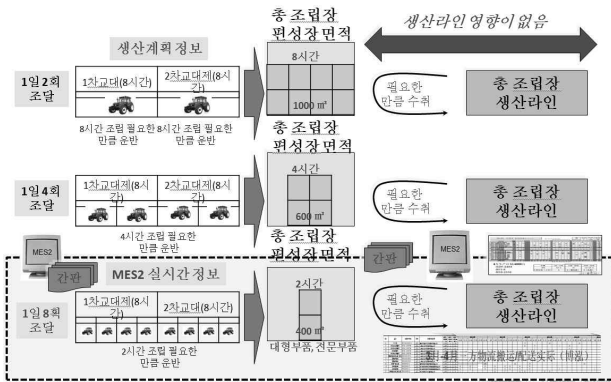 생산계획 정보
총 조립장
편성장 면적
생산라인 영향이 없음
1일2회
조달
1차교대(8시간)
2차교대제(8시간)
8시간 조립 필요한
만큼 운반
8시간 조립 필요한
만큼 운반
8시간
1000 ㎡
필요한
만큼 수취
총 조립장
생산라인
총 조립장
편성장 면적
1일4회
조달
1차교대제(8시간)
2차교대제(8시간)
4시간 조립 필요한
만큼 운반
4시간
600 ㎡
필요한
만큼 수취
총 조립장
생산라인
총 조립장
편성장 면적
MES2
간판
MES2 실시간 정보
간판
MES2
1일8회
조달
1차교대제(8시간)
2차교대제(8시간)
2시간 조립 필요한
만큼 운반
2시간
400 ㎡
대형부품, 전문부품
필요한
만큼 수취
총 조립장
생산라인